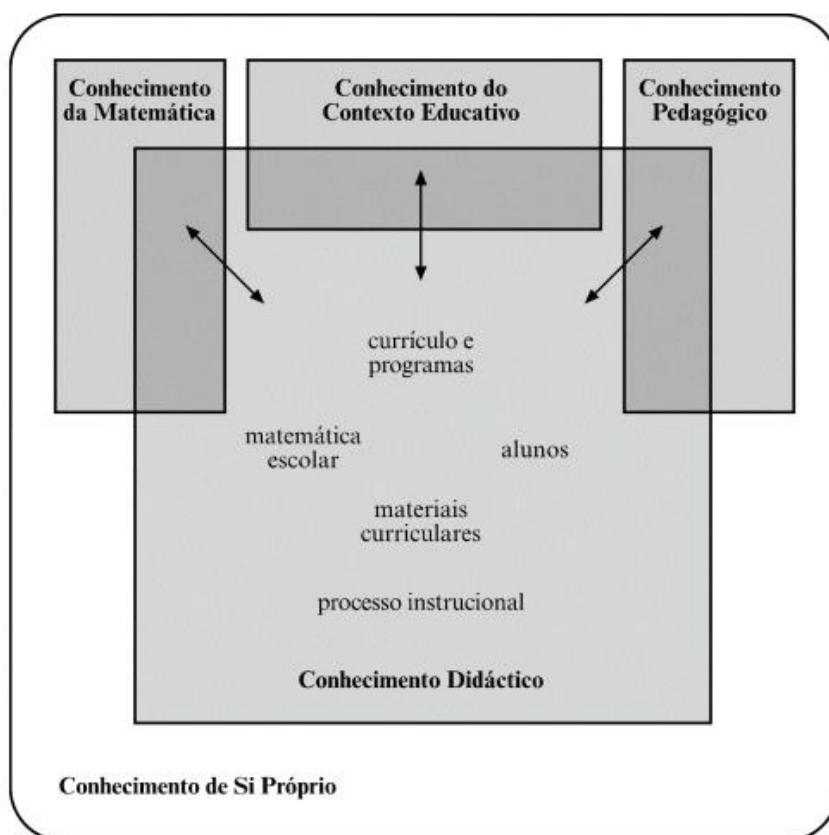 Conhecimento
da Matemática
Conhecimento do
Contexto Educativo
Conhecimento
Pedagógico
currículo e
programas
matemática
escolar
alunos
materiais
curriculares
processo instrucional
Conhecimento Didáctico
Conhecimento de Si Próprio